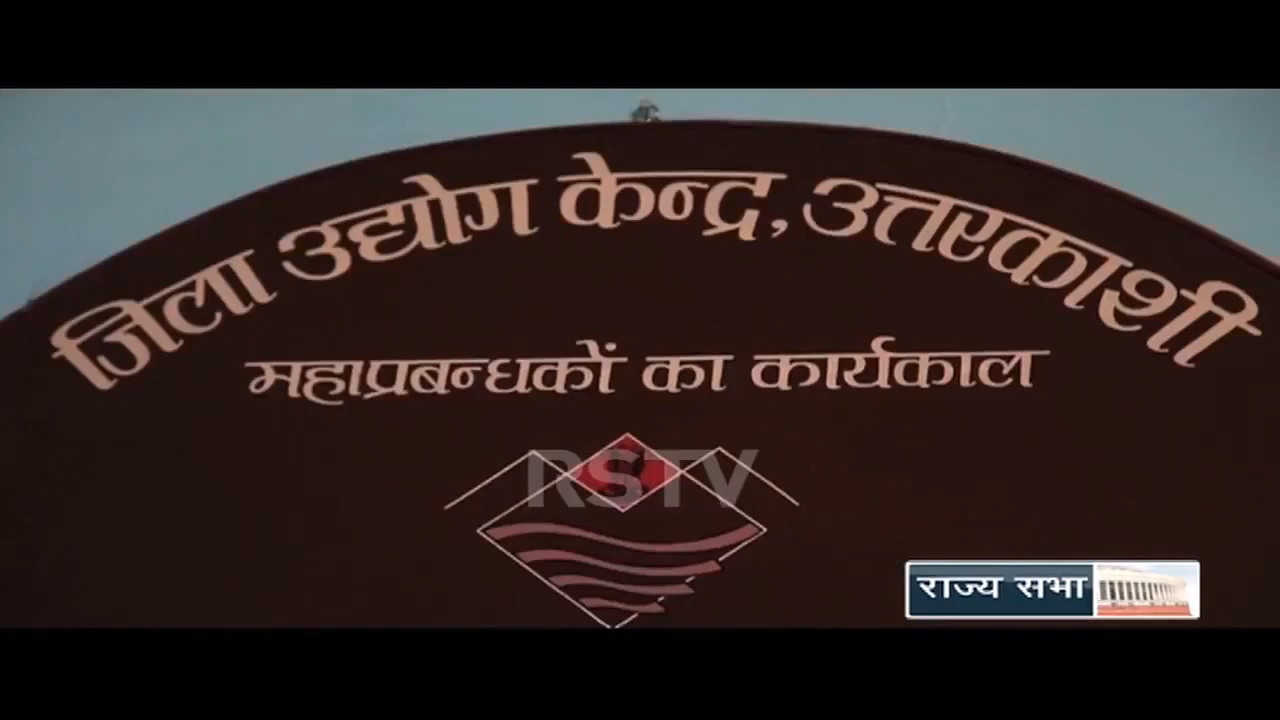 जिला उद्योग केन्द्र, उत्तरकाशी
महाप्रबन्धकों का कार्यकाल
RSTV
राज्य सभा